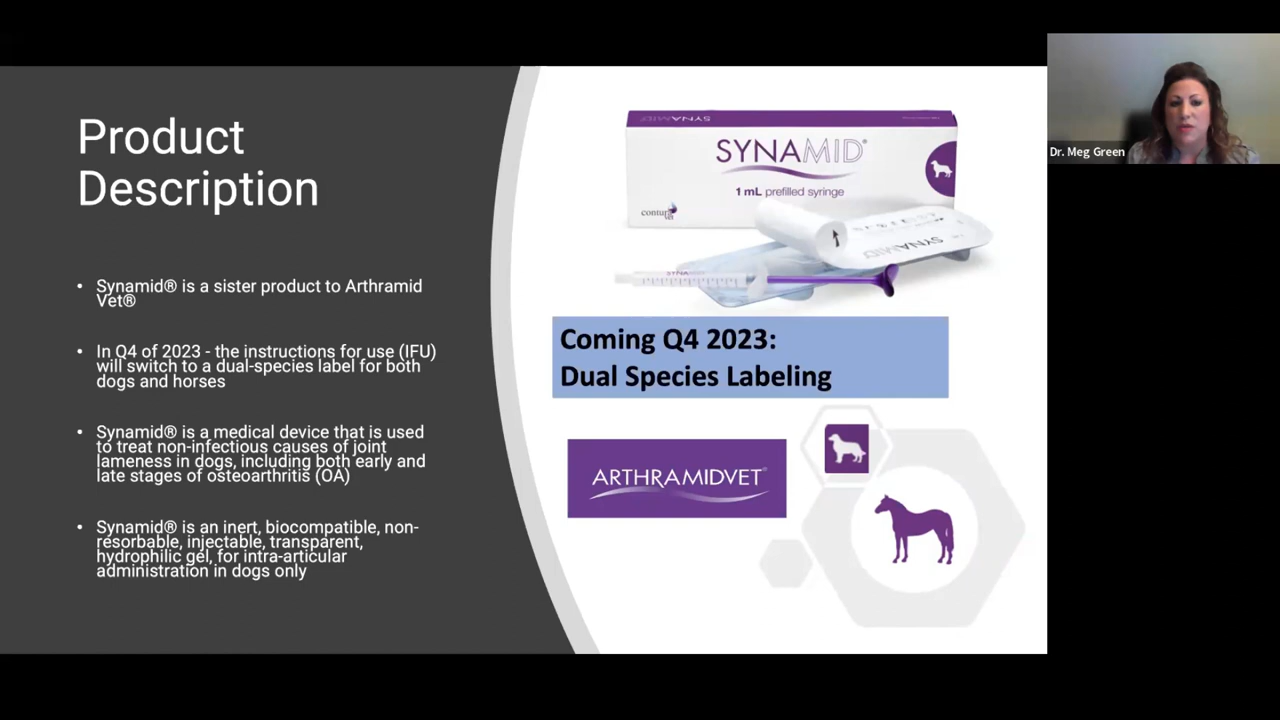 Product
Description
• Synamid® is a sister product to Arthramid
Vet®
• In Q4 of 2023 - the instructions for use (IFU)
will switch to a dual-species label for both
dogs and horses
• Synamid® is a medical device that is used
to treat non-infectious causes of joint
lameness in dogs, including both early and
late stages of osteoarthritis (OA)
• Synamid® is an inert, biocompatible, non-
resorbable, injectable, transparent,
hydrophilic gel, for intra-articular
administration in dogs only
SYNAMID
SYNAMID®
1 mL prefilled syringe
contura
SYNAMID
SYNAMID
Coming Q4 2023:
Dual Species Labeling
ARTHRAMIDVET®
Dr. Meg Green